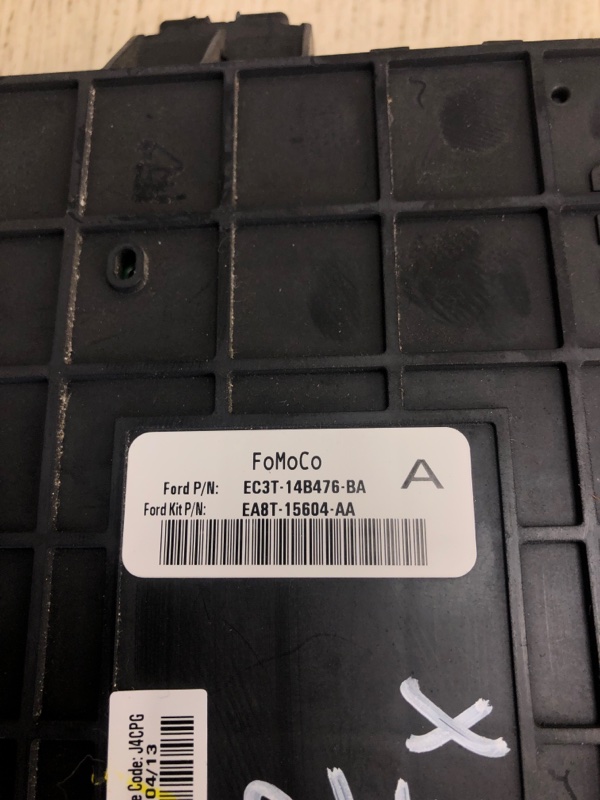 FoMoCo
A
Ford P/N: EC3T-14B476-BA
Ford Kit P/N: EA8T-15604-AA
e Code: J4CPG
04/13
X